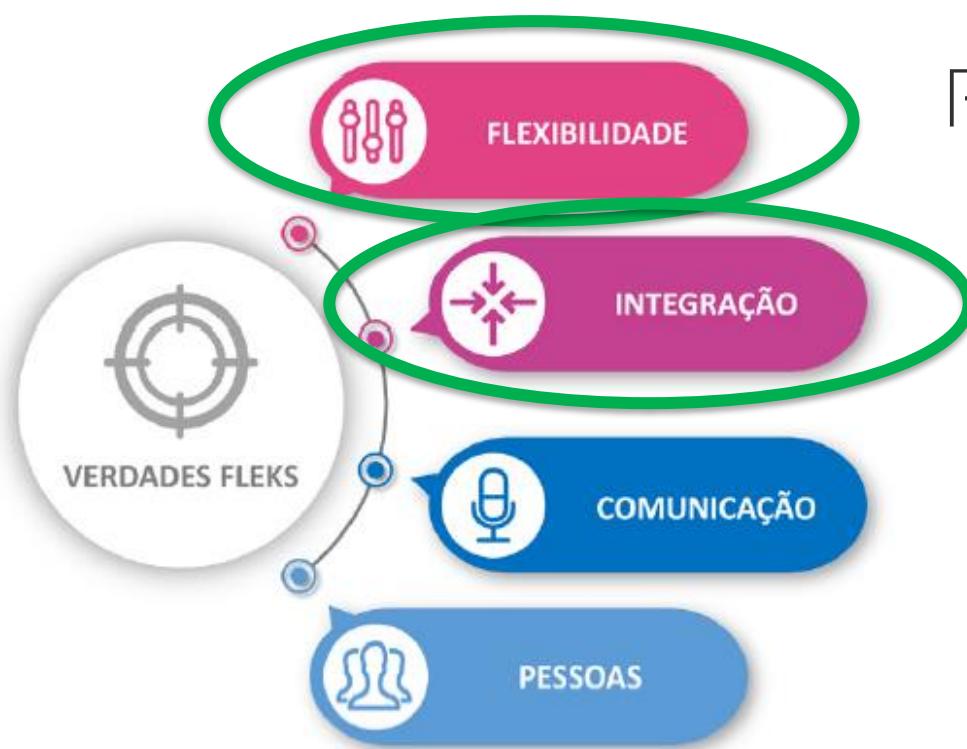 FLEXIBILIDADE
INTEGRAÇÃO
VERDADES FLEKS
COMUNICAÇÃO
PESSOAS